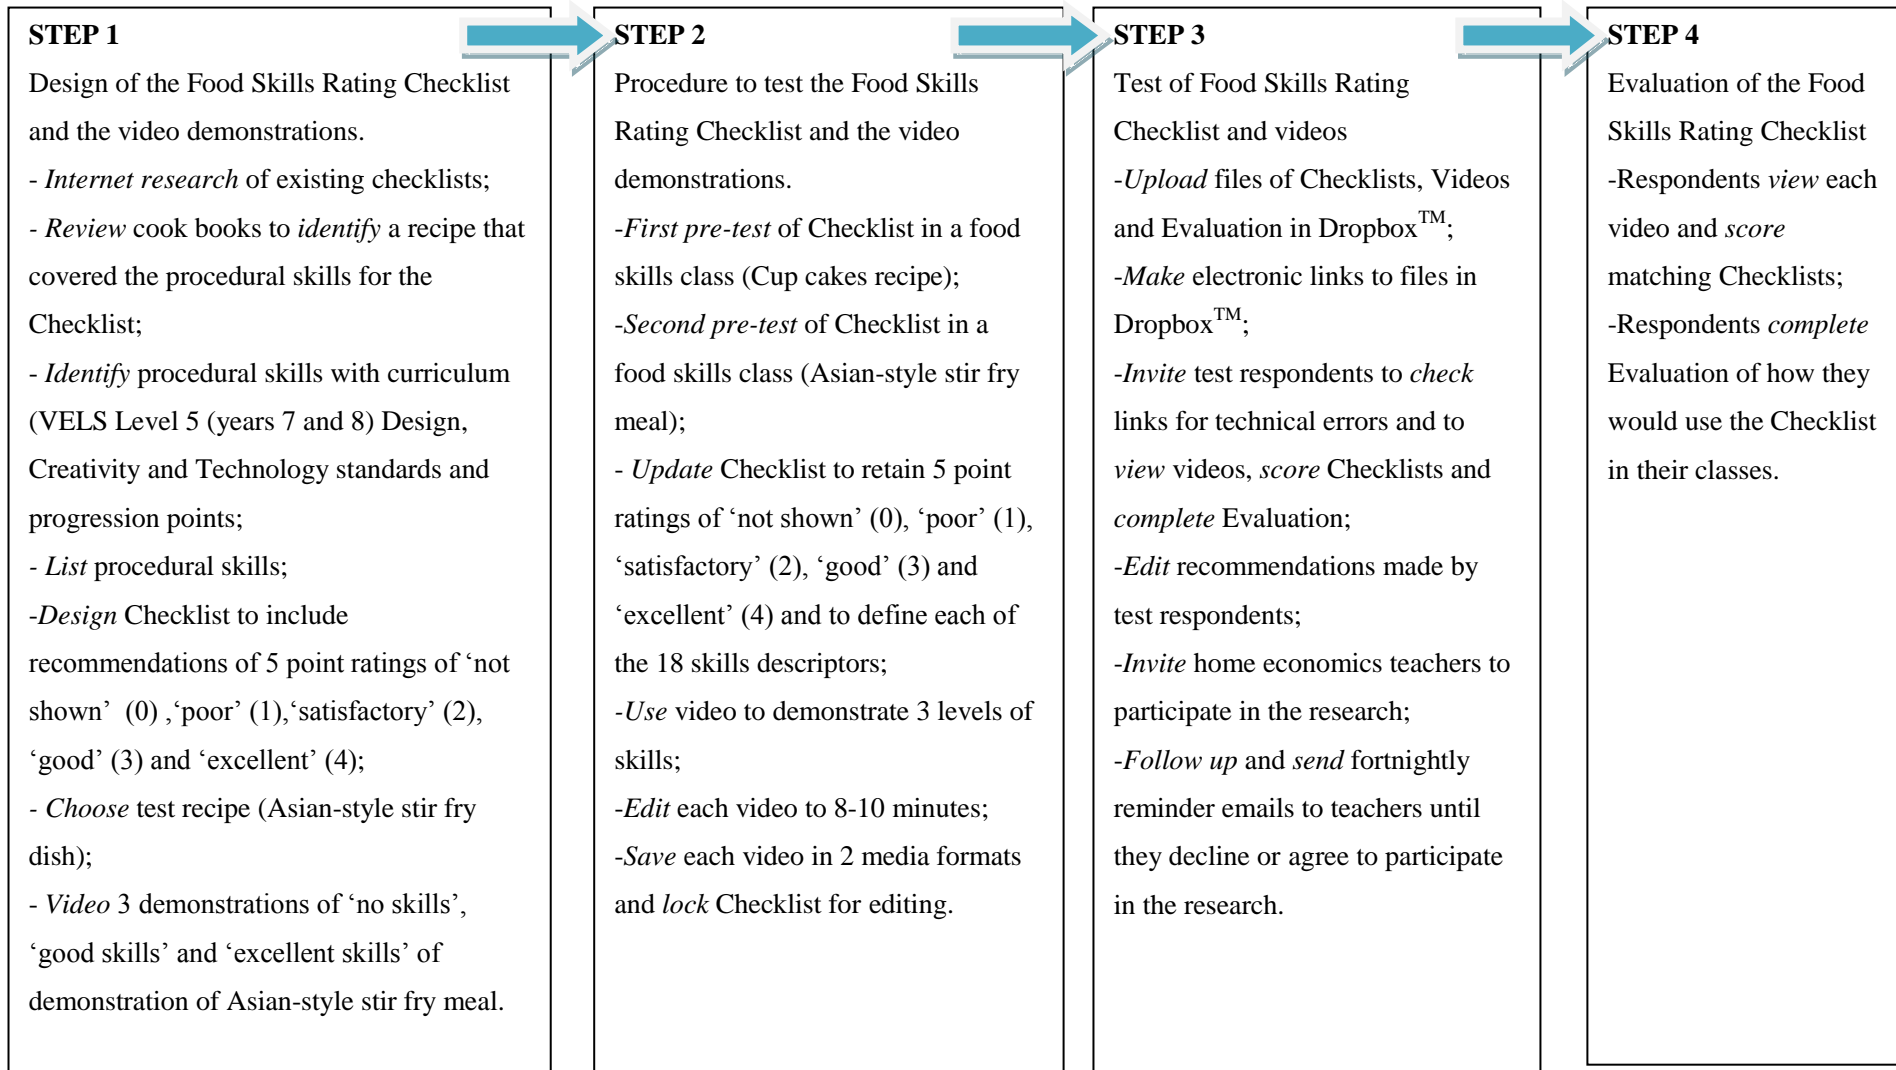 STEP 1
Design of the Food Skills Rating Checklist
and the video demonstrations.
- Internet research of existing checklists;
- Review cook books to identify a recipe that
covered the procedural skills for the
Checklist;
- Identify procedural skills with curriculum
(VELS Level 5 (years 7 and 8) Design,
Creativity and Technology standards and
progression points;
- List procedural skills;
-Design Checklist to include
recommendations of 5 point ratings of ‘not
shown’ (0) ,‘poor’ (1),‘satisfactory’ (2),
‘good’ (3) and ‘excellent’ (4);
- Choose test recipe (Asian-style stir fry
dish);
- Video 3 demonstrations of ‘no skills’,
‘good skills’ and ‘excellent skills’ of
demonstration of Asian-style stir fry meal.
STEP 2
Procedure to test the Food Skills
Rating Checklist and the video
demonstrations.
-First pre-test of Checklist in a food
skills class (Cup cakes recipe);
-Second pre-test of Checklist in a
food skills class (Asian-style stir fry
meal);
- Update Checklist to retain 5 point
ratings of ‘not shown’ (0), ‘poor’ (1),
‘satisfactory’ (2), ‘good’ (3) and
‘excellent’ (4) and to define each of
the 18 skills descriptors;
-Use video to demonstrate 3 levels of
skills;
-Edit each video to 8-10 minutes;
-Save each video in 2 media formats
and lock Checklist for editing.
STEP 3
Test of Food Skills Rating
Checklist and videos
-Upload files of Checklists, Videos
and Evaluation in Dropbox™;
-Make electronic links to files in
Dropbox™;
-Invite test respondents to check
links for technical errors and to
view videos, score Checklists and
complete Evaluation;
-Edit recommendations made by
test respondents;
-Invite home economics teachers to
participate in the research;
-Follow up and send fortnightly
reminder emails to teachers until
they decline or agree to participate
in the research.
STEP 4
Evaluation of the Food
Skills Rating Checklist
-Respondents view each
video and score
matching Checklists;
-Respondents complete
Evaluation of how they
would use the Checklist
in their classes.